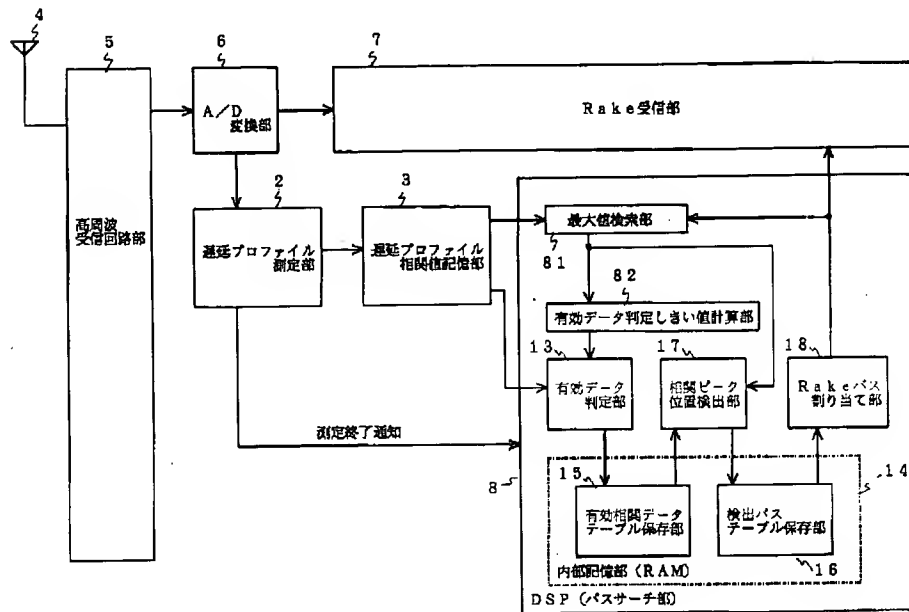 4
5
6
7
A/D
変換部
Rake受信部
高周波
受信回路部
2
3
遅延プロファイル
測定部
遅延プロファイル
相関値記憶部
最大値検索部
81
82
有効データ判定しきい値計算部
13
17
18
有効データ
判定部
相関ピーク
位置検出部
Rakeパス
割り当て部
測定終了通知
8
14
15
有効相関データ
テーブル保存部
検出パス
テーブル保存部
16
内部記憶部(RAM)
DSP(パスサーチ部)